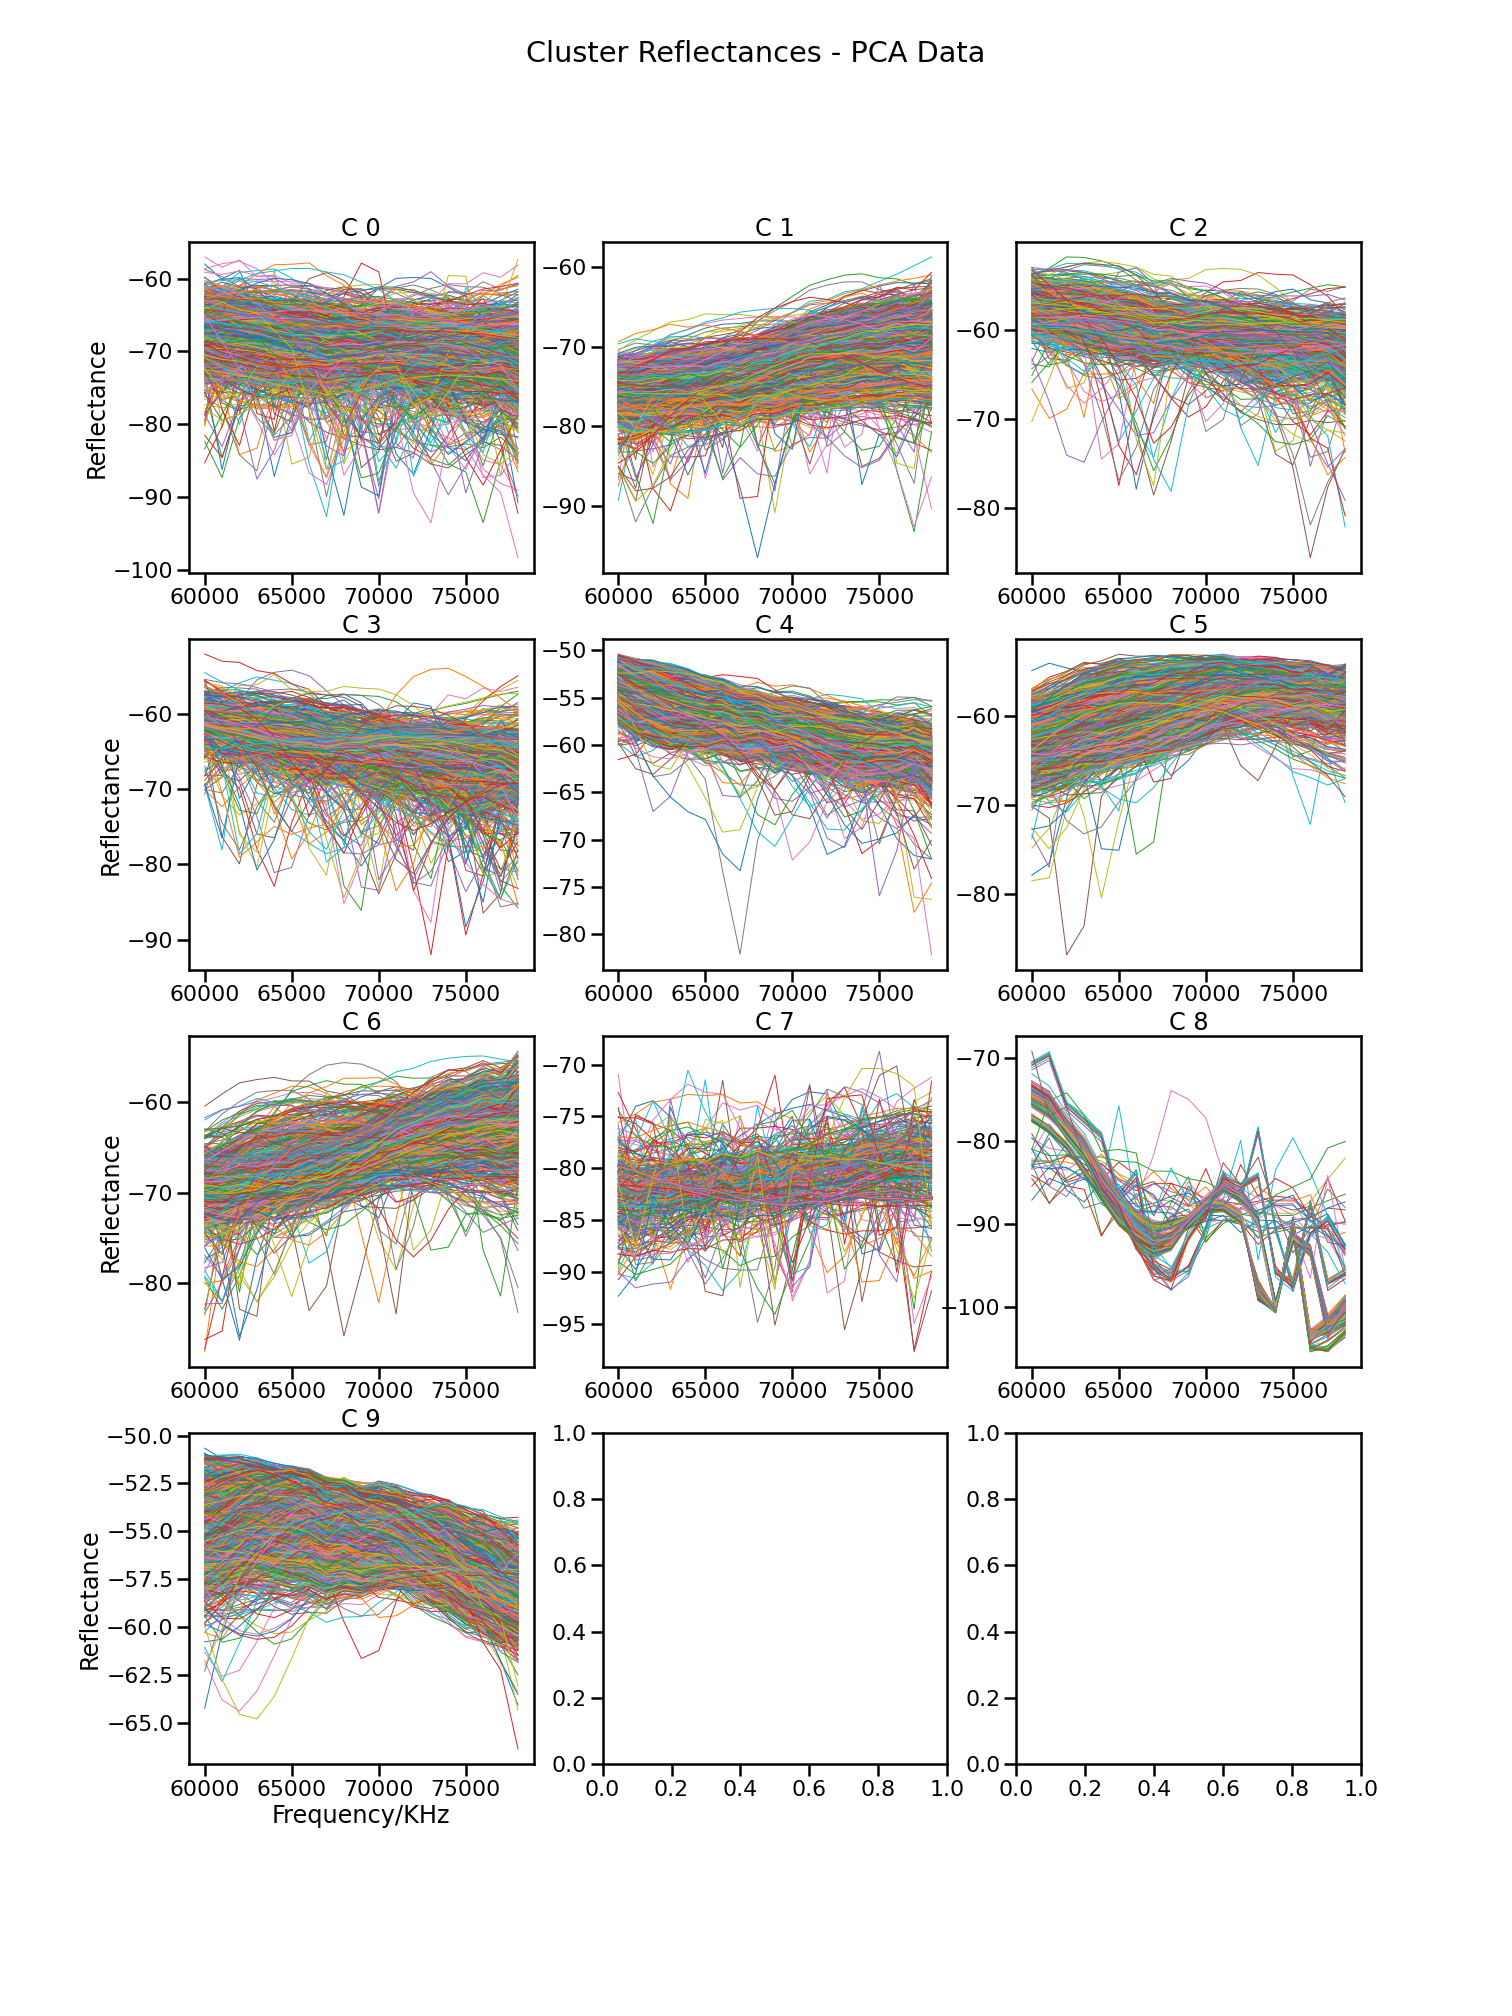 Cluster Reflectances - PCA Data
C 0
C 1
C 2
Reflectance
−60
−70
−80
−90
−100
60000 65000 70000 75000
−60
−70
−80
−90
60000 65000 70000 75000
−60
−70
−80
60000 65000 70000 75000
C 3
C 4
C 5
Reflectance
−60
−70
−80
−90
60000 65000 70000 75000
−50
−55
−60
−65
−70
−75
−80
60000 65000 70000 75000
−60
−70
−80
60000 65000 70000 75000
C 6
C 7
C 8
Reflectance
−60
−70
−80
60000 65000 70000 75000
−70
−75
−80
−85
−90
−95
60000 65000 70000 75000
−70
−80
−90
−100
60000 65000 70000 75000
C 9
Reflectance
−50.0
−52.5
−55.0
−57.5
−60.0
−62.5
−65.0
60000 65000 70000 75000
Frequency/KHz
1.0
0.8
0.6
0.4
0.2
0.0
0.0 0.2 0.4 0.6 0.8 1.0
1.0
0.8
0.6
0.4
0.2
0.0
0.0 0.2 0.4 0.6 0.8 1.0